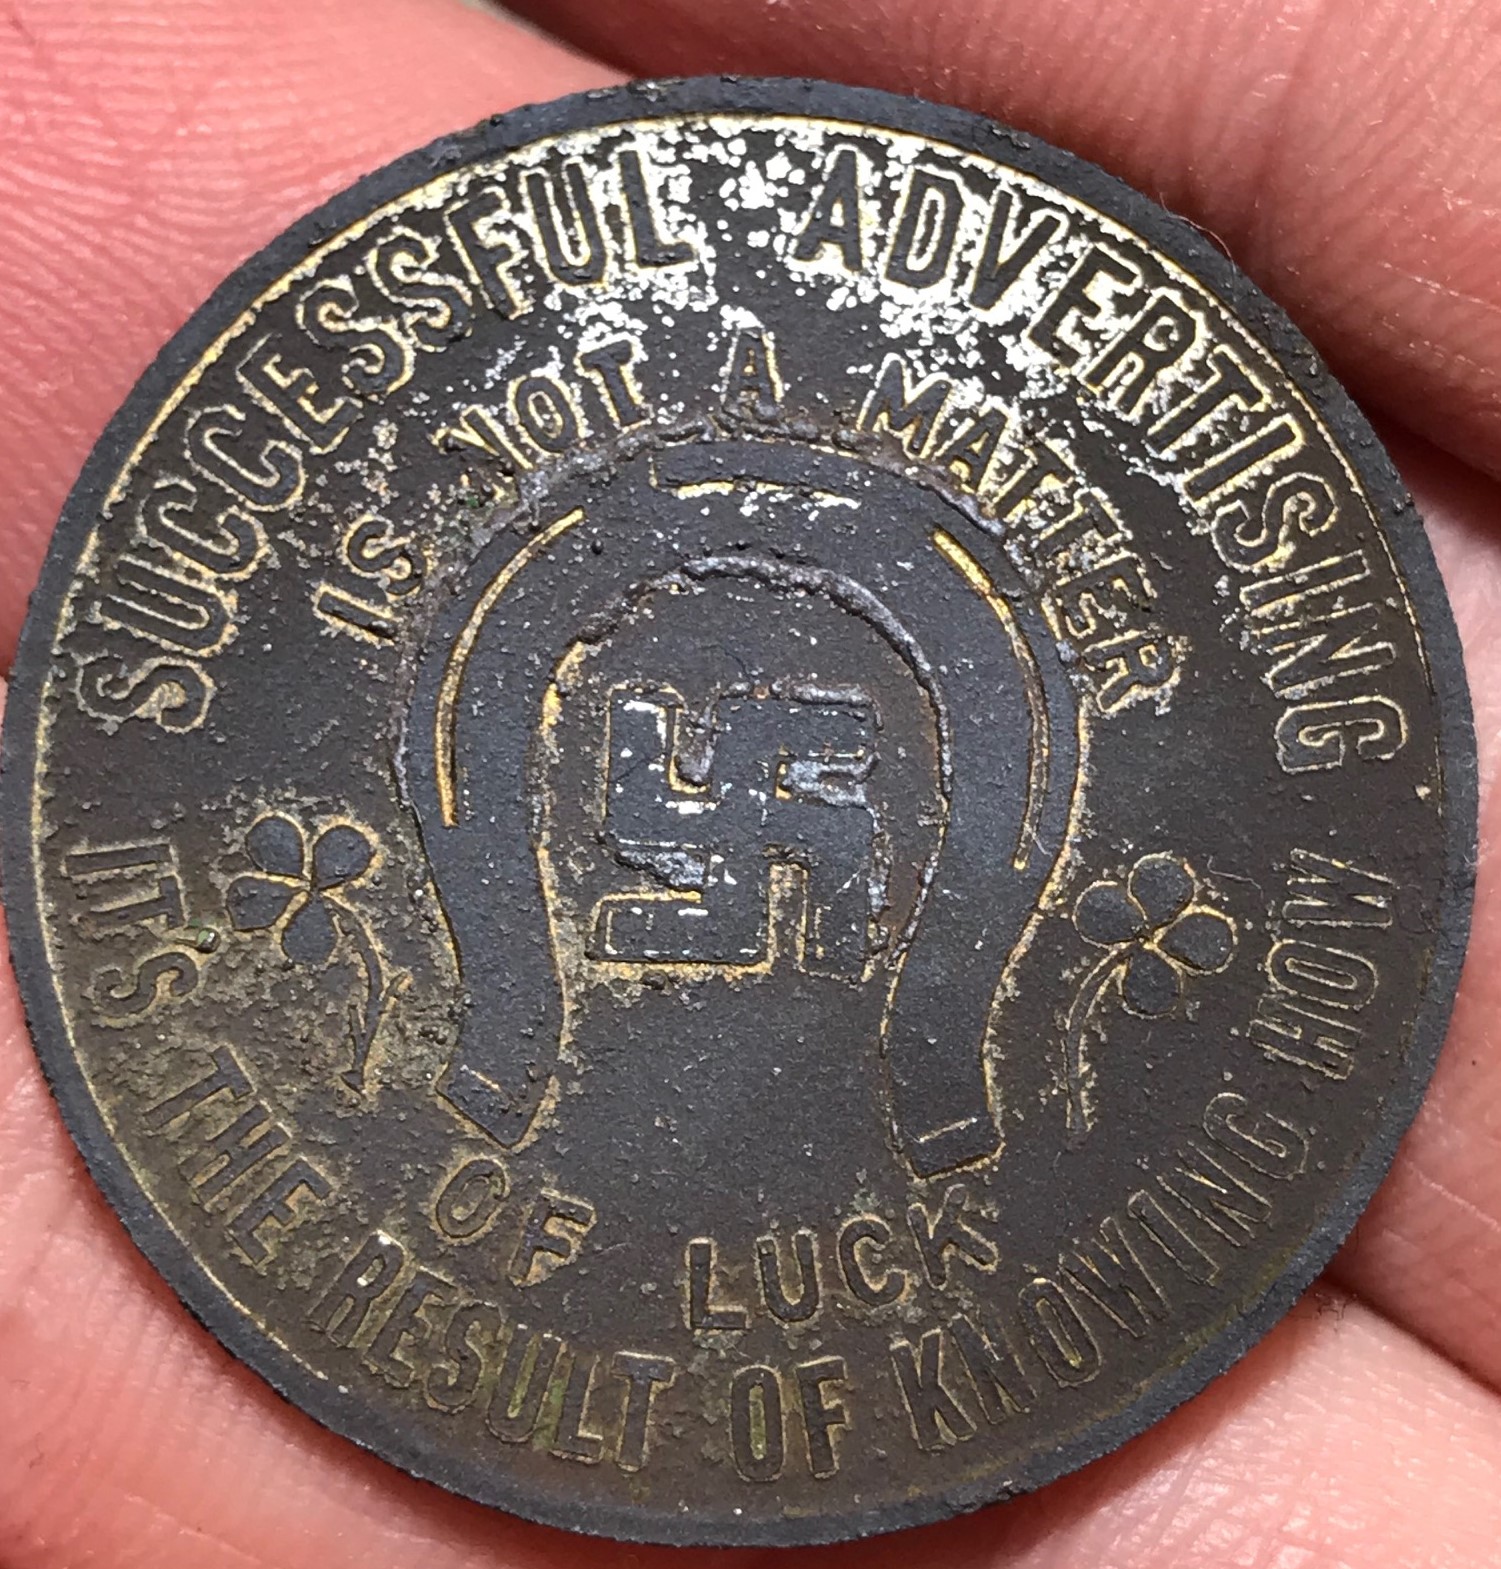 SUCCESSFUL ADVERTISING
IS NOT A MATTER
OF LUCK
IT'S THE RESULT OF KNOWING HOW